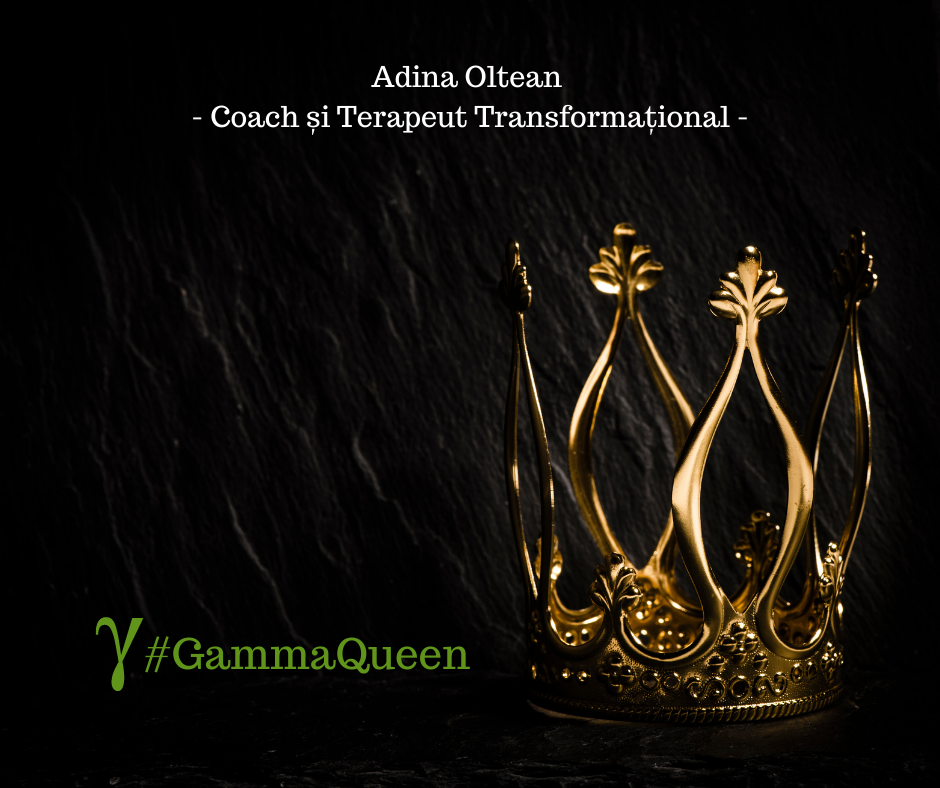 Adina Oltean
- Coach și Terapeut Transformațional -
γ #GammaQueen